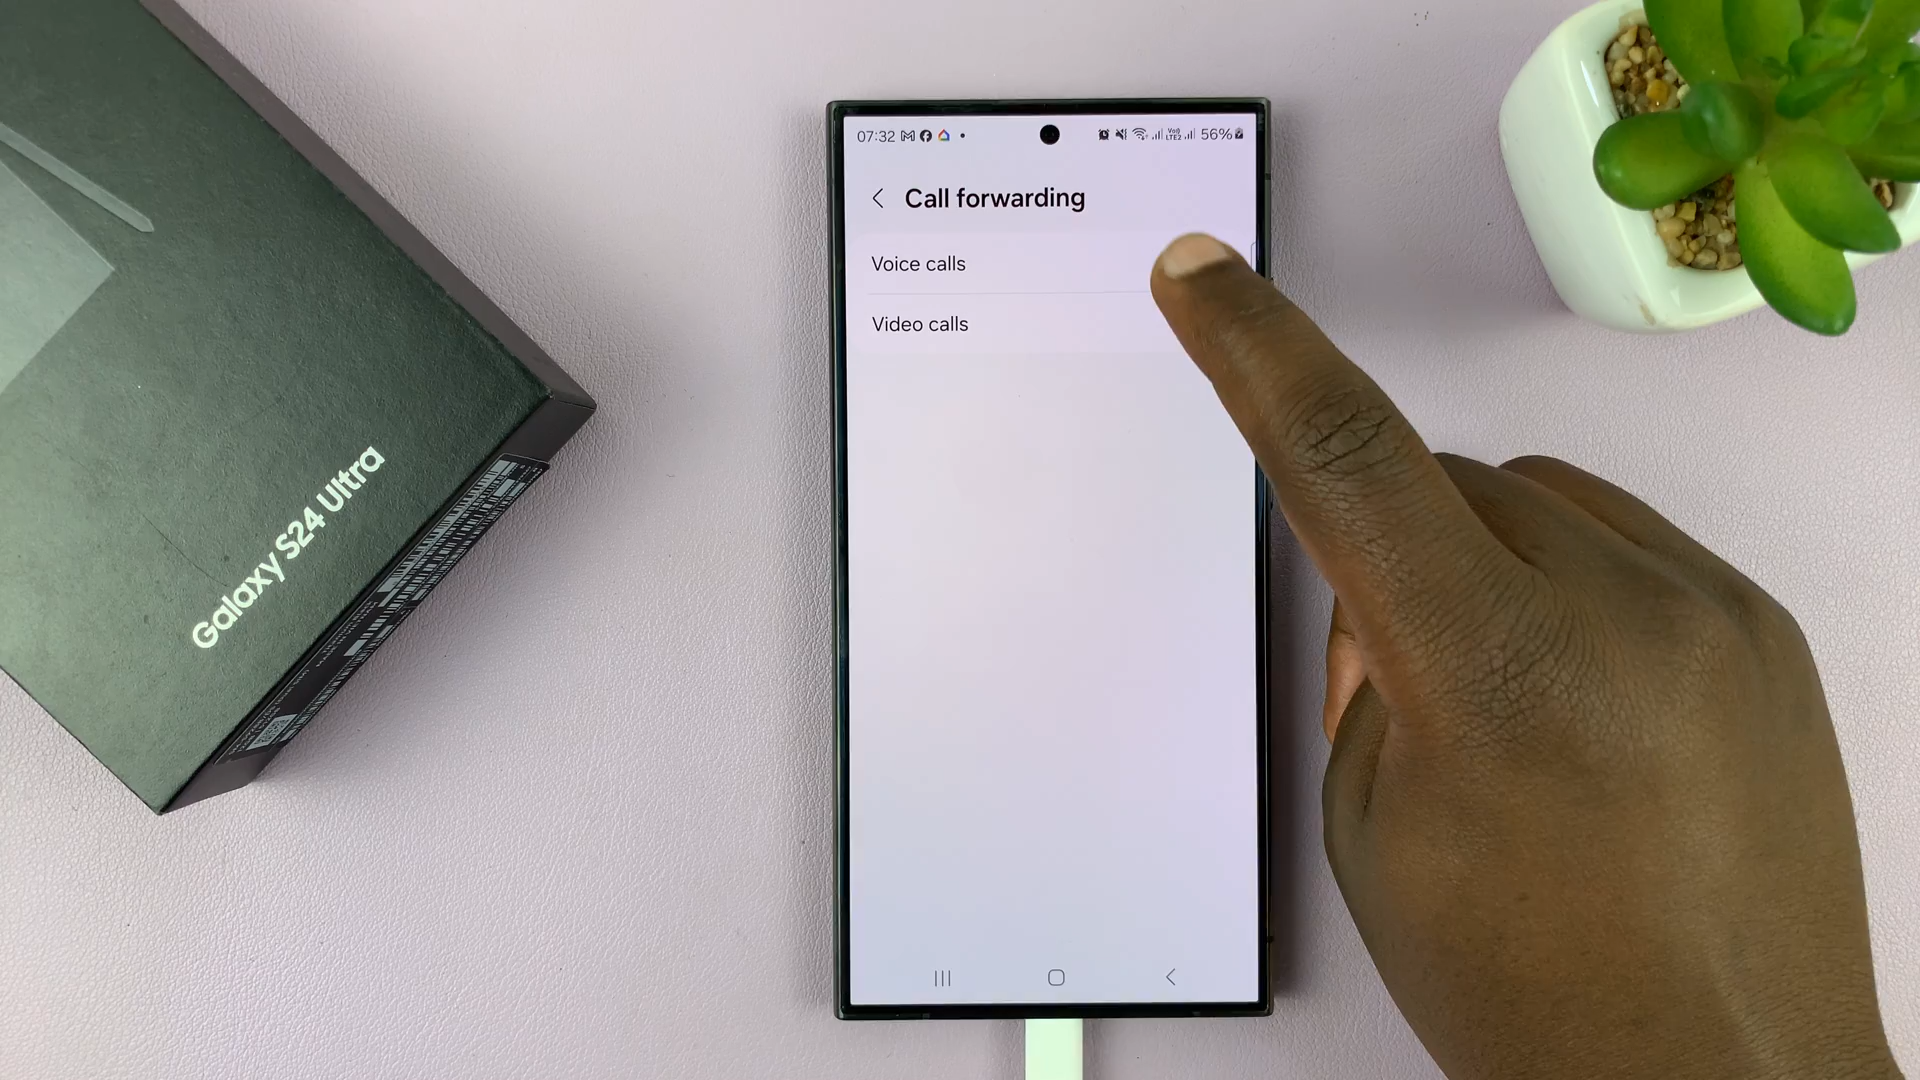 07:32
56%
Call forwarding
Voice calls
Video calls
Galaxy S24 Ultra